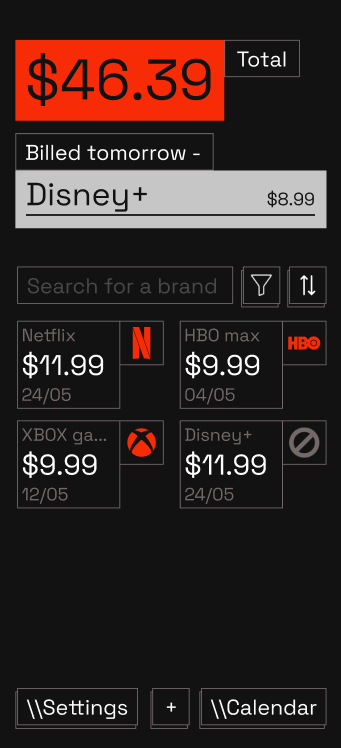 $46.39
Total
Billed tomorrow -
Disney+ $8.99
Search for a brand
Netflix
$11.99
24/05
HBO max
HBO
$9.99
04/05
XBOX ga...
$9.99
12/05
Disney+
$11.99
24/05
\\Settings
+
\\Calendar